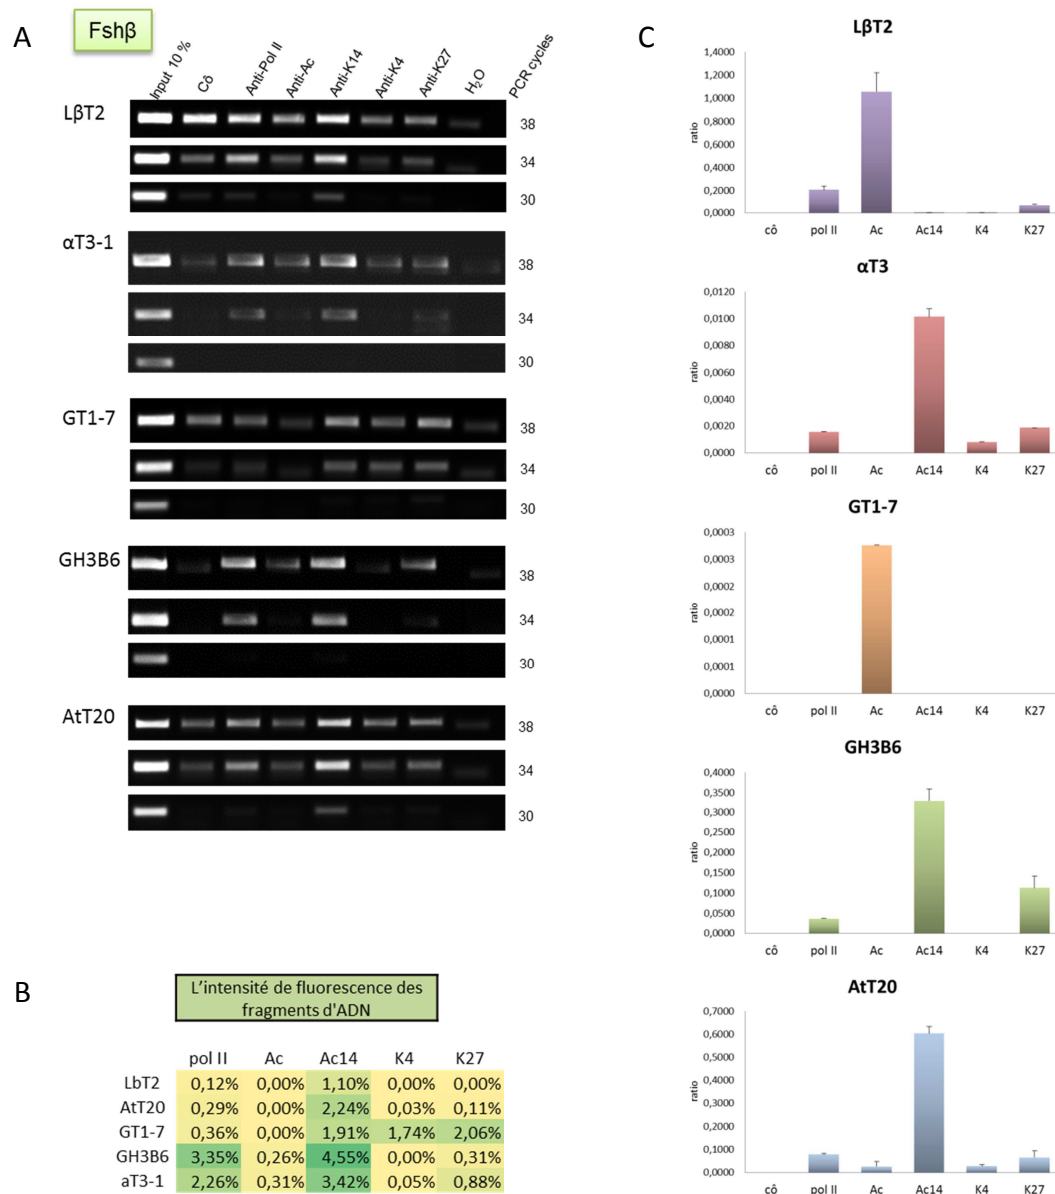 A
Fshβ
Input 10 %
Cô
Anti-Pol II
Anti-Ac
Anti-K14
Anti-K4
Anti-K27
H₂O
PCR cycles
LβT2
38
34
30
αT3-1
38
34
30
GT1-7
38
34
30
GH3B6
38
34
30
AtT20
38
34
30
B
L'intensité de fluorescence des
fragments d'ADN
pol II Ac Ac14 K4 K27
LbT2 0,12% 0,00% 1,10% 0,00% 0,00%
AtT20 0,29% 0,00% 2,24% 0,03% 0,11%
GT1-7 0,36% 0,00% 1,91% 1,74% 2,06%
GH3B6 3,35% 0,26% 4,55% 0,00% 0,31%
aT3-1 2,26% 0,31% 3,42% 0,05% 0,88%
C
LβT2
1,4000
1,2000
1,0000
0,8000
0,6000
0,4000
0,2000
0,0000
ratio
cô pol II Ac Ac14 K4 K27
αT3
0,0120
0,0100
0,0080
0,0060
0,0040
0,0020
0,0000
ratio
cô pol II Ac Ac14 K4 K27
GT1-7
0,0003
0,0003
0,0002
0,0002
0,0001
0,0001
0,0000
ratio
cô pol II Ac Ac14 K4 K27
GH3B6
0,4000
0,3500
0,3000
0,2500
0,2000
0,1500
0,1000
0,0500
0,0000
ratio
cô pol II Ac Ac14 K4 K27
AtT20
0,7000
0,6000
0,5000
0,4000
0,3000
0,2000
0,1000
0,0000
ratio
cô pol II Ac Ac14 K4 K27